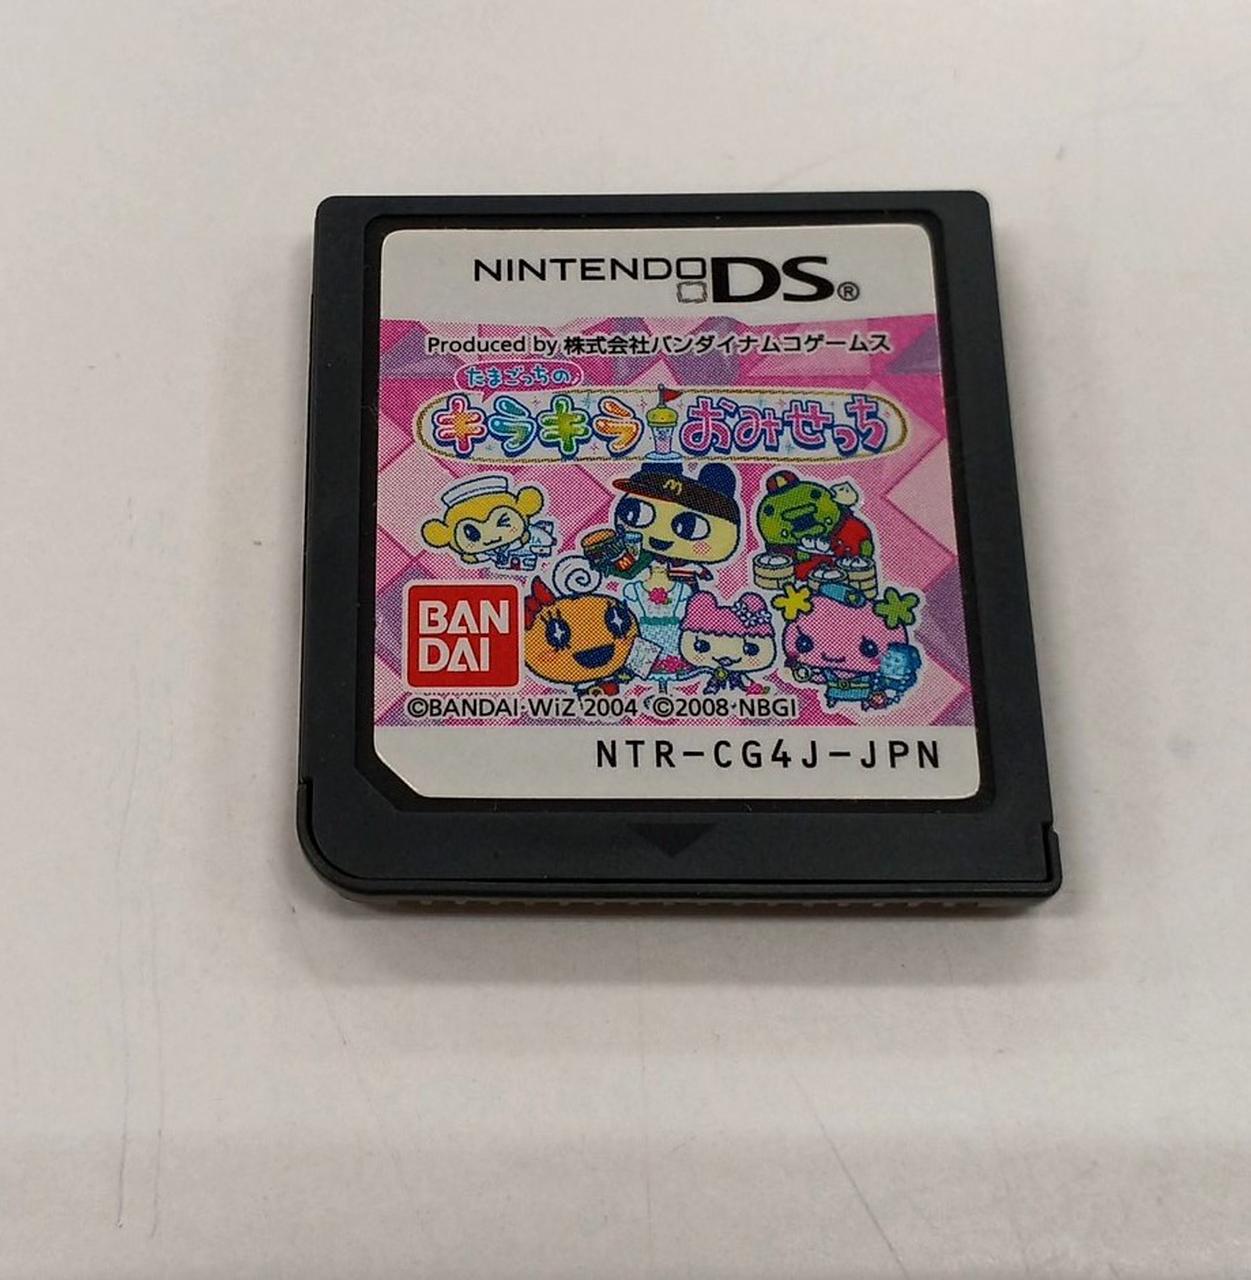 NINTENDO DS®
Produced by 株式会社バンダイナムコゲームス
たまごっちの
キラキラおみせっち
M
M
BAN
DAI
©BANDAI・WiZ 2004 ©2008 NBGI
NTR-CG4J-JPN